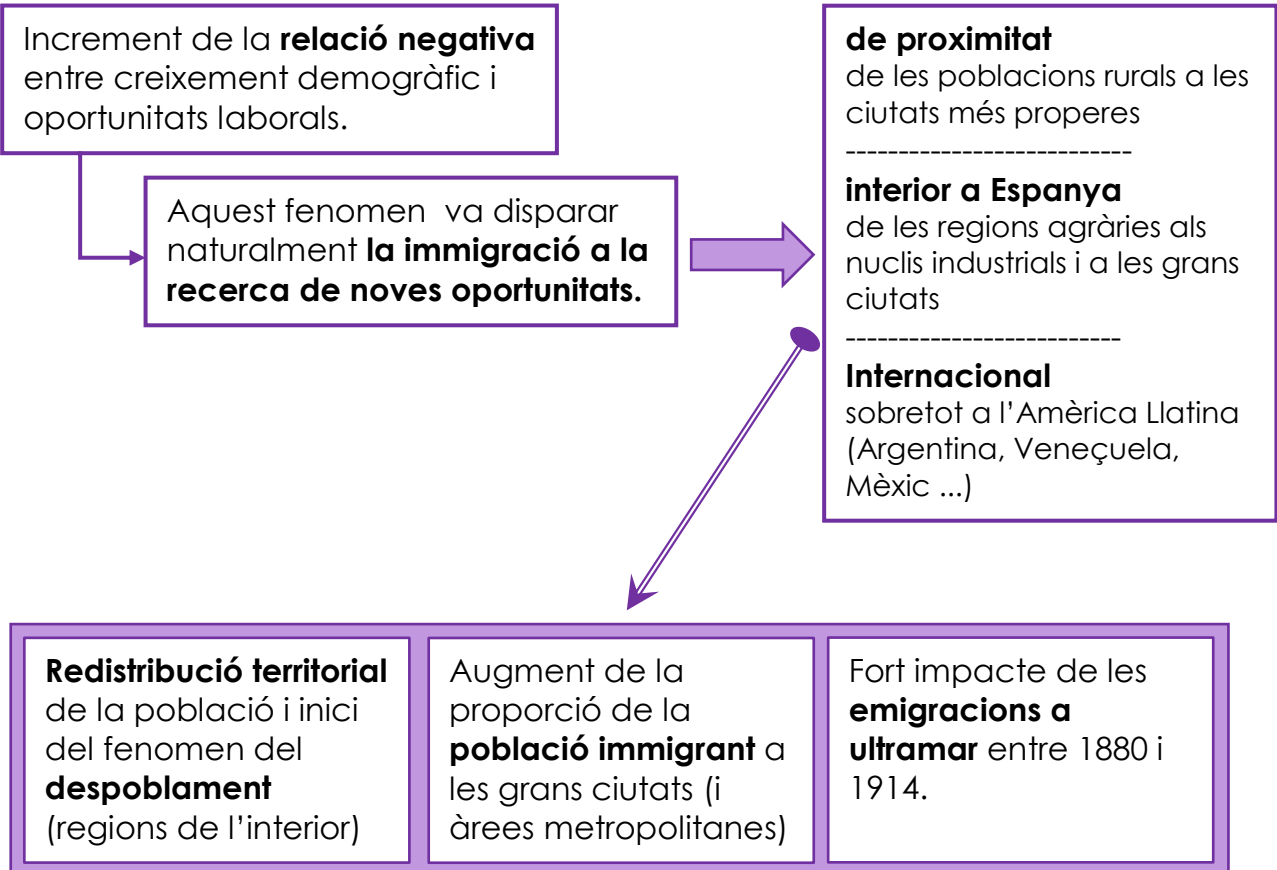 Increment de la relació negativa
entre creixement demogràfic i
oportunitats laborals.
Aquest fenomen  va disparar
naturalment la immigració a la
recerca de noves oportunitats.
de proximitat
de les poblacions rurals a les
ciutats més properes
---------------------------
interior a Espanya
de les regions agràries als
nuclis industrials i a les grans
ciutats
--------------------------
Internacional
sobretot a l’Amèrica Llatina
(Argentina, Veneçuela,
Mèxic ...)
Redistribució territorial
de la població i inici
del fenomen del
despoblament
(regions de l’interior)
Augment de la
proporció de la
població immigrant a
les grans ciutats (i
àrees metropolitanes)
Fort impacte de les
emigracions a
ultramar entre 1880 i
1914.